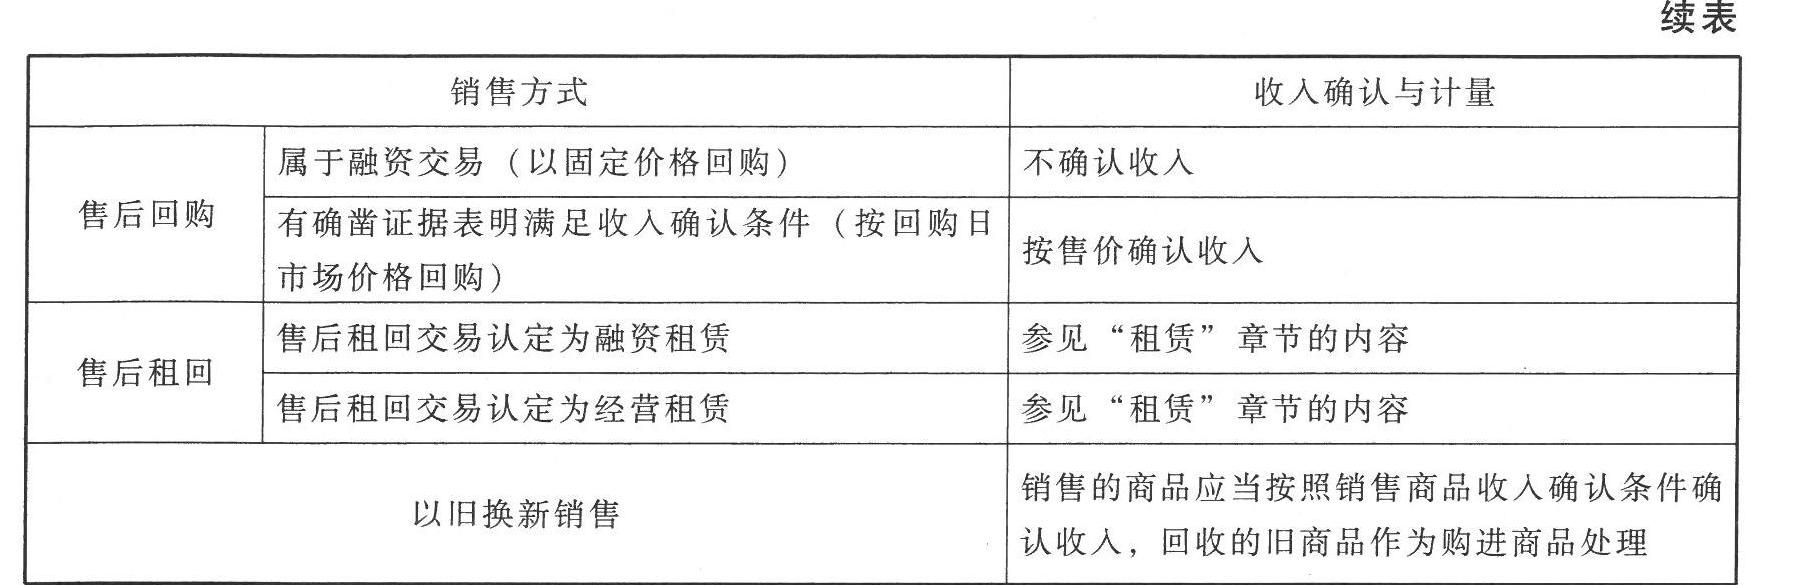 续表
销售方式
收入确认与计量
售后回购
属于融资交易（以固定价格回购）
不确认收入
有确凿证据表明满足收入确认条件（按回购日
市场价格回购）
按售价确认收入
售后租回
售后租回交易认定为融资租赁
参见“租赁”章节的内容
售后租回交易认定为经营租赁
参见“租赁”章节的内容
以旧换新销售
销售的商品应当按照销售商品收入确认条件确
认收入，回收的旧商品作为购进商品处理